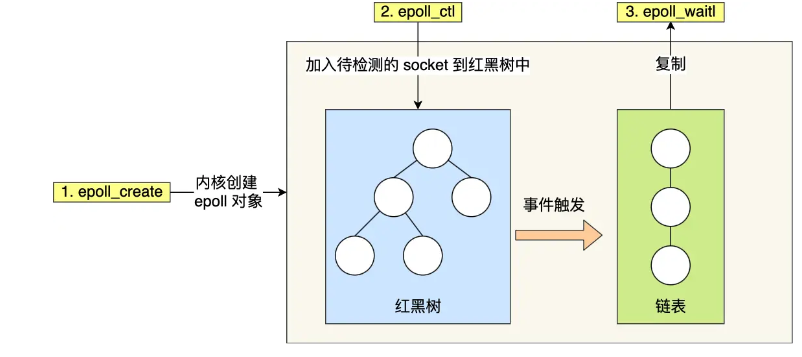 2. epoll_ctl
3. epoll_waitl
加入待检测的 socket 到红黑树中
复制
1. epoll_create
内核创建
epoll 对象
事件触发
红黑树
链表